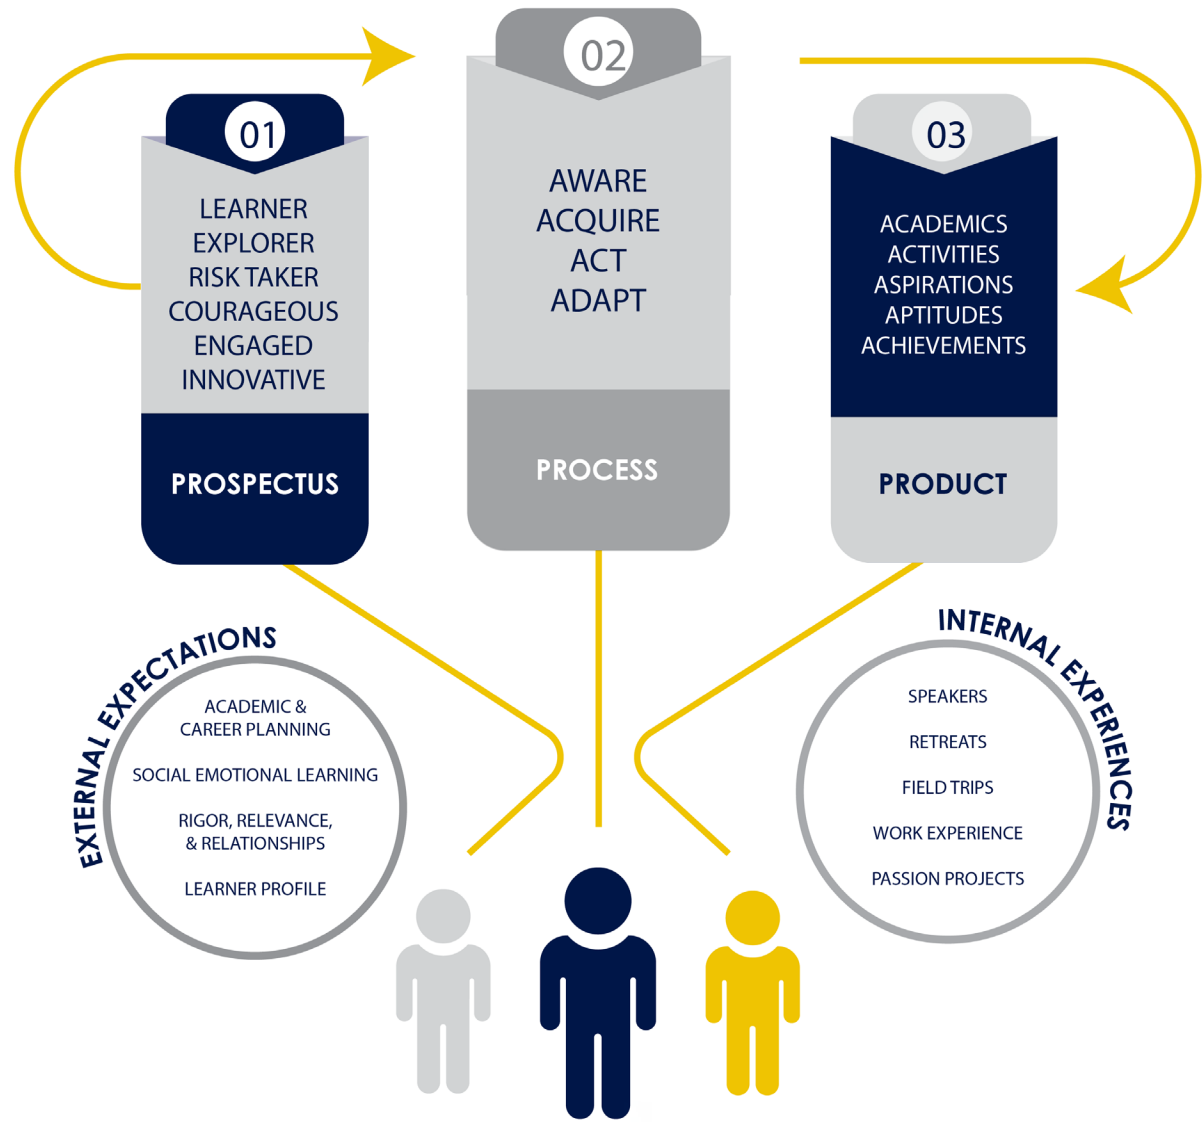 01
LEARNER
EXPLORER
RISK TAKER
COURAGEOUS
ENGAGED
INNOVATIVE
PROSPECTUS
02
AWARE
ACQUIRE
ACT
ADAPT
PROCESS
03
ACADEMICS
ACTIVITIES
ASPIRATIONS
APTITUDES
ACHIEVEMENTS
PRODUCT
EXTERNAL EXPECTATIONS
ACADEMIC &
CAREER PLANNING
SOCIAL EMOTIONAL LEARNING
RIGOR, RELEVANCE,
& RELATIONSHIPS
LEARNER PROFILE
INTERNAL EXPERIENCES
SPEAKERS
RETREATS
FIELD TRIPS
WORK EXPERIENCE
PASSION PROJECTS